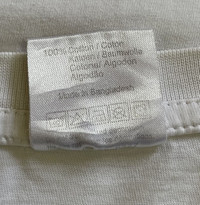 100% Cotton / Coton
Katoen / Baumwolle
Cotone/ Algodon
Algodão
Made in Bangladesh